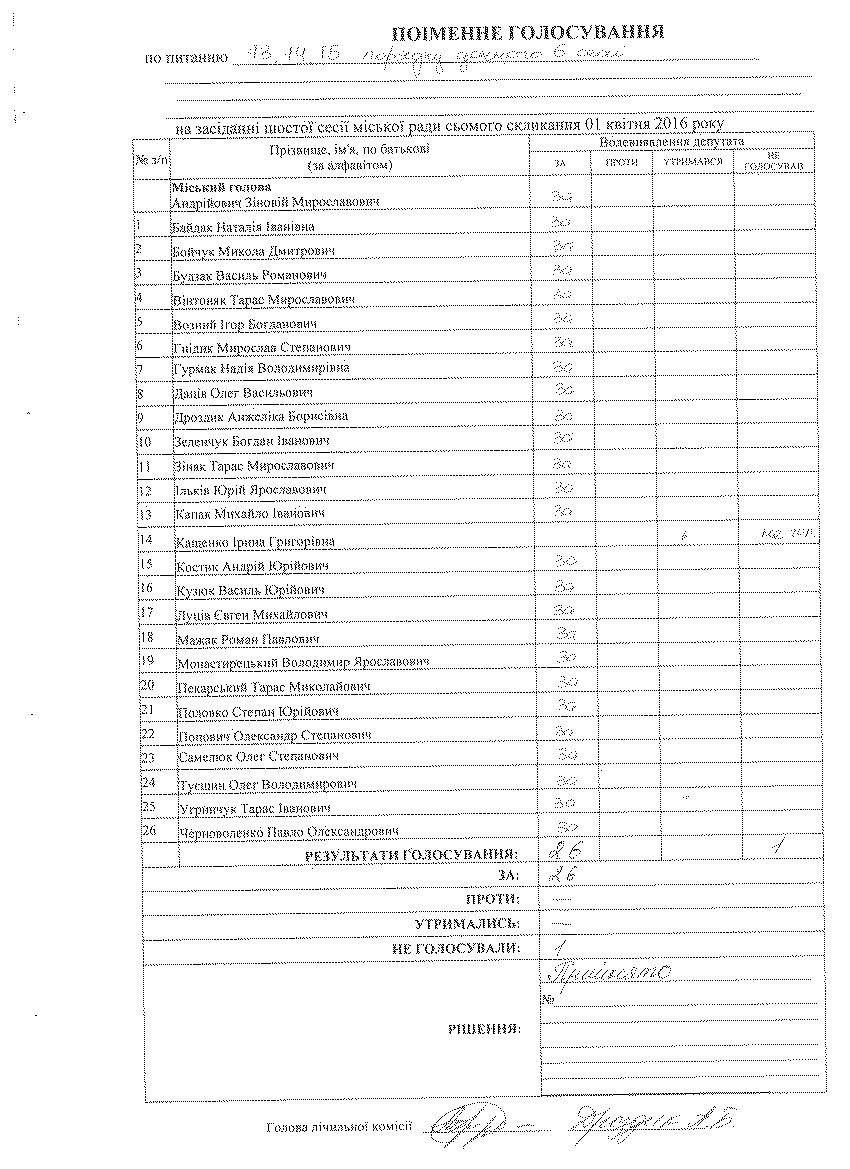 ПОІМЕННЕ ГОЛОСУВАННЯ
по питанню 13, 14, 15 порядку денного 6 сесії
на засіданні шостої сесії міської ради сьомого скликання 01 квітня 2016 року
№ з/п Прізвище, ім'я, по батькові (за алфавітом) Волевиявлення депутата
ЗА ПРОТИ УТРИМАВСЯ НЕ ГОЛОСУВАВ
Міський голова
Андрійович Зіновій Мирославович за
1 Байдак Наталія Іванівна за
2 Бойчук Микола Дмитрович за
3 Будзак Василь Романович за
4 Вінтоняк Тарас Мирославович за
5 Возний Ігор Богданович за
6 Гнідик Мирослав Степанович за
7 Гурмак Надія Володимирівна за
8 Даців Олег Васильович за
9 Дроздик Анжеліка Борисівна за
10 Зеленчук Богдан Іванович за
11 Зінак Тарас Мирославович за
12 Ільків Юрій Ярославович за
13 Капак Михайло Іванович за
14 Кащенко Ірина Григорівна не гол.
15 Костик Андрій Юрійович за
16 Кузюк Василь Юрійович за
17 Луців Євген Михайлович за
18 Мажак Роман Павлович за
19 Монастирецький Володимир Ярославович за
20 Пекарський Тарас Миколайович за
21 Половко Степан Юрійович за
22 Попович Олександр Степанович за
23 Самелюк Олег Степанович за
24 Тусшин Олег Володимирович за
25 Угринчук Тарас Іванович за
26 Черноволенко Павло Олександрович за
РЕЗУЛЬТАТИ ГОЛОСУВАННЯ: 26 1
ЗА: 26
ПРОТИ: —
УТРИМАЛИСЬ: —
НЕ ГОЛОСУВАЛИ: 1
РІШЕННЯ: Прийнято
№
Голова лічильної комісії Дроздик А.Б.